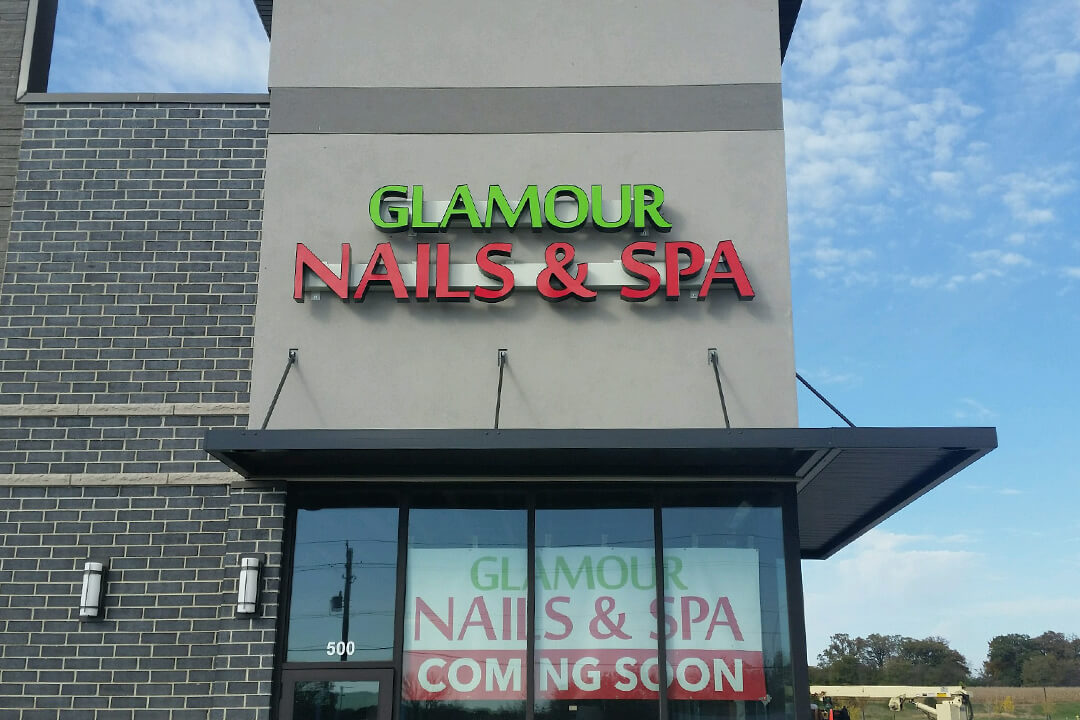 GLAMOUR
NAILS & SPA
GLAMOUR
NAILS & SPA
COMING SOON
500